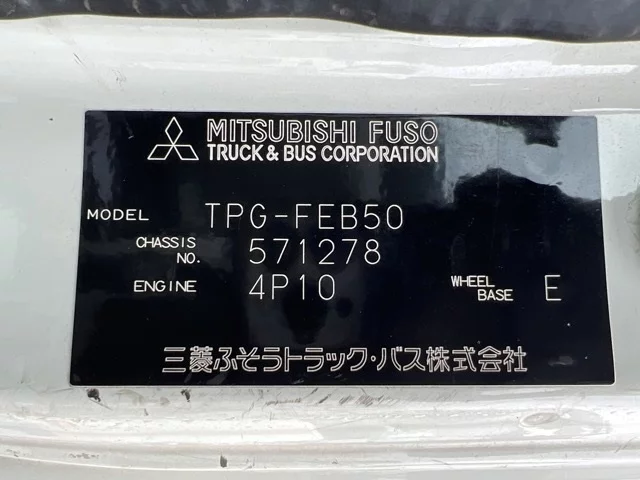 MITSUBISHI FUSO
TRUCK & BUS CORPORATION
MODEL TPG-FEB50
CHASSIS NO. 571278
ENGINE 4P10 WHEEL BASE E
三菱ふそうトラック・バス株式会社